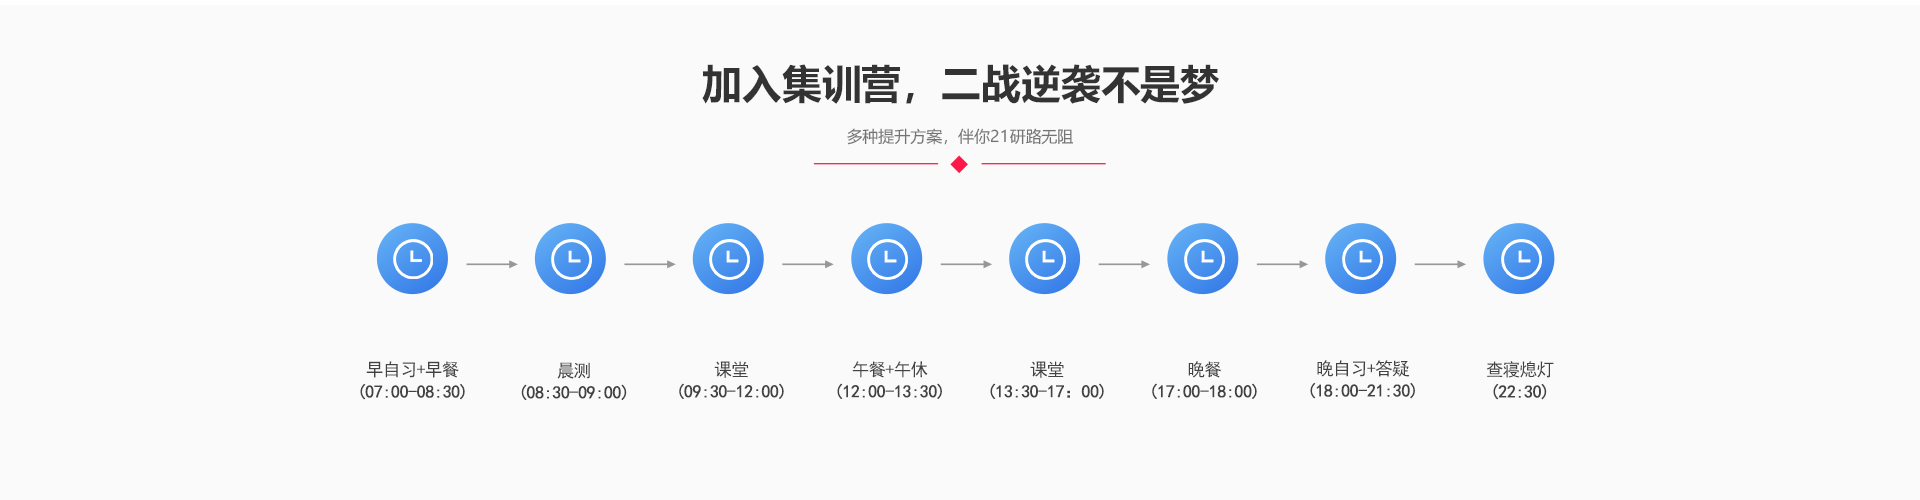 加入集训营，二战逆袭不是梦
多种提升方案，伴你21研路无阻
早自习+早餐
(07:00—08:30)
晨测
(08:30—09:00)
课堂
(09:30—12:00)
午餐+午休
(12:00—13:30)
课堂
(13:30—17：00)
晚餐
(17:00—18:00)
晚自习+答疑
(18:00—21:30)
查寝熄灯
(22:30)